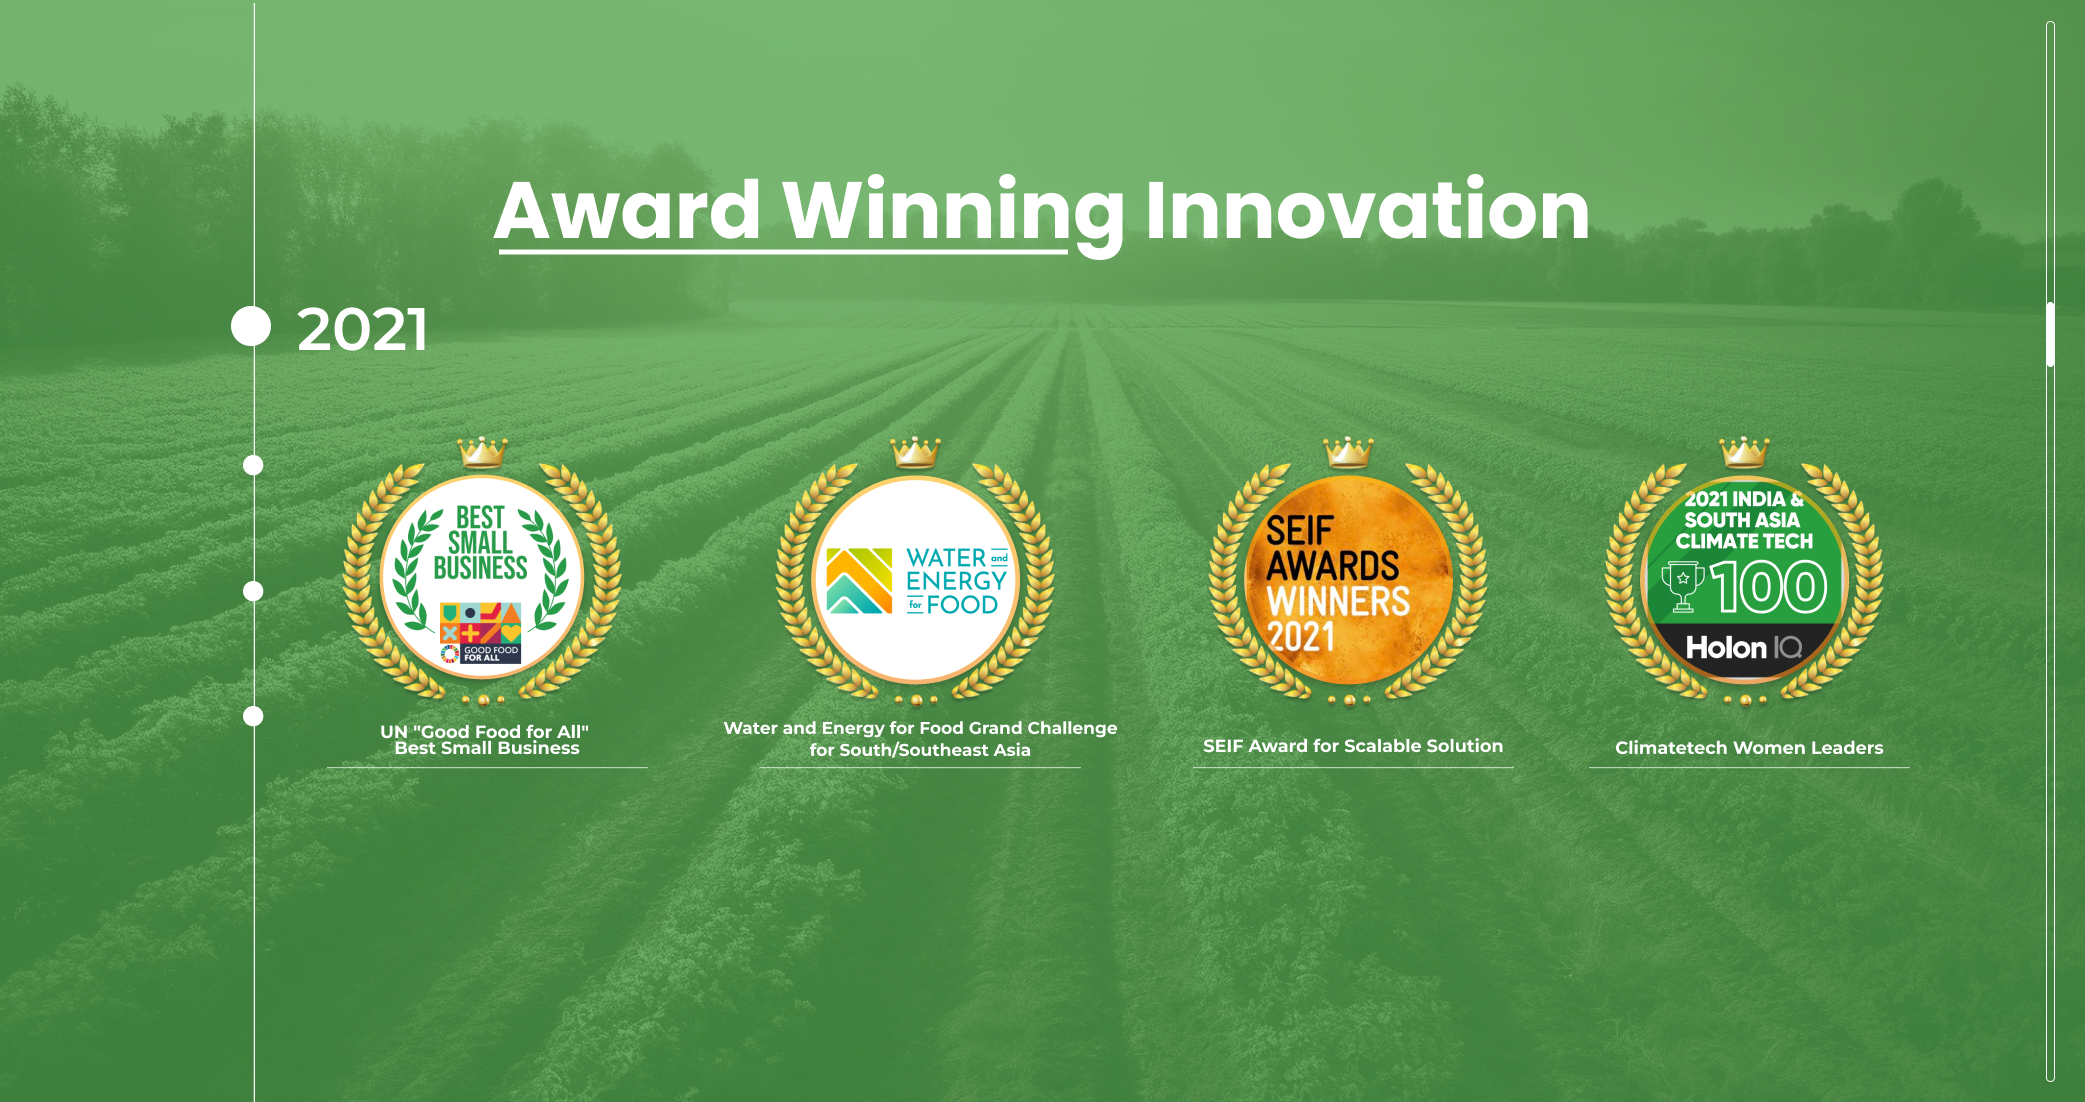 Award Winning Innovation
2021
BEST
SMALL
BUSINESS
GOOD FOOD
FOR ALL
UN "Good Food for All"
Best Small Business
WATER and
ENERGY
for FOOD
Water and Energy for Food Grand Challenge
for South/Southeast Asia
SEIF
AWARDS
WINNERS
2021
SEIF Award for Scalable Solution
2021 INDIA &
SOUTH ASIA
CLIMATE TECH
100
Holon IQ
Climatetech Women Leaders